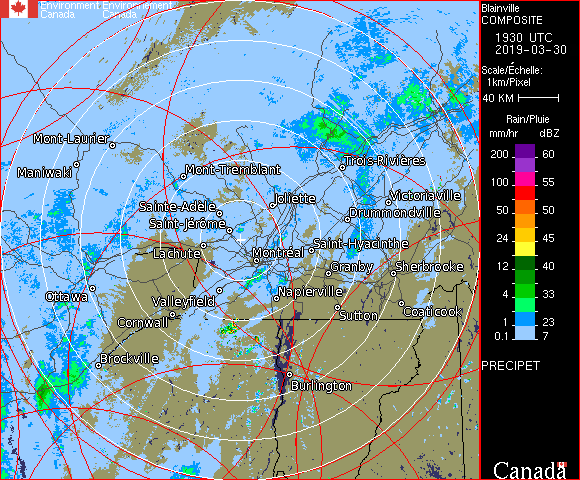 Environment Environnement
Canada Canada
Blainville
COMPOSITE
1930 UTC
2019-03-30
Scale/Échelle:
1km/Pixel
40 KM
Rain/Pluie
mm/hr dBZ
200 60
100 55
50 50
24 45
12 40
4 33
1 23
0.1 7
PRECIPET
Mont-Laurier
Maniwaki
Mont-Tremblant
Trois-Rivières
Sainte-Adèle
Joliette
Victoriaville
Saint-Jérôme
Drummondville
Lachute
Montréal
Saint-Hyacinthe
Granby
Sherbrooke
Ottawa
Valleyfield
Napierville
Cornwall
Sutton
Coaticook
Brockville
Burlington
Canada